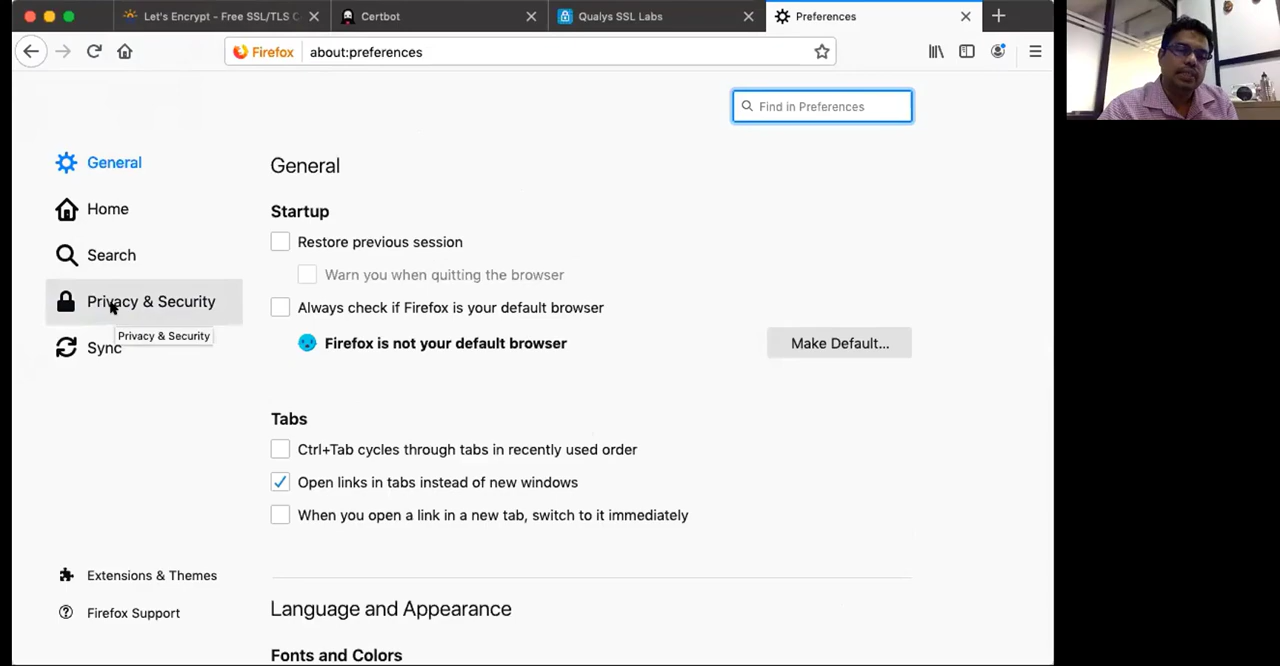 Let's Encrypt - Free SSL/TLS C
Certbot
Qualys SSL Labs
Preferences
Firefox
about:preferences
Find in Preferences
General
Home
Search
Privacy & Security
Privacy & Security
Sync
Extensions & Themes
Firefox Support
General
Startup
Restore previous session
Warn you when quitting the browser
Always check if Firefox is your default browser
Firefox is not your default browser
Make Default...
Tabs
Ctrl+Tab cycles through tabs in recently used order
Open links in tabs instead of new windows
When you open a link in a new tab, switch to it immediately
Language and Appearance
Fonts and Colors